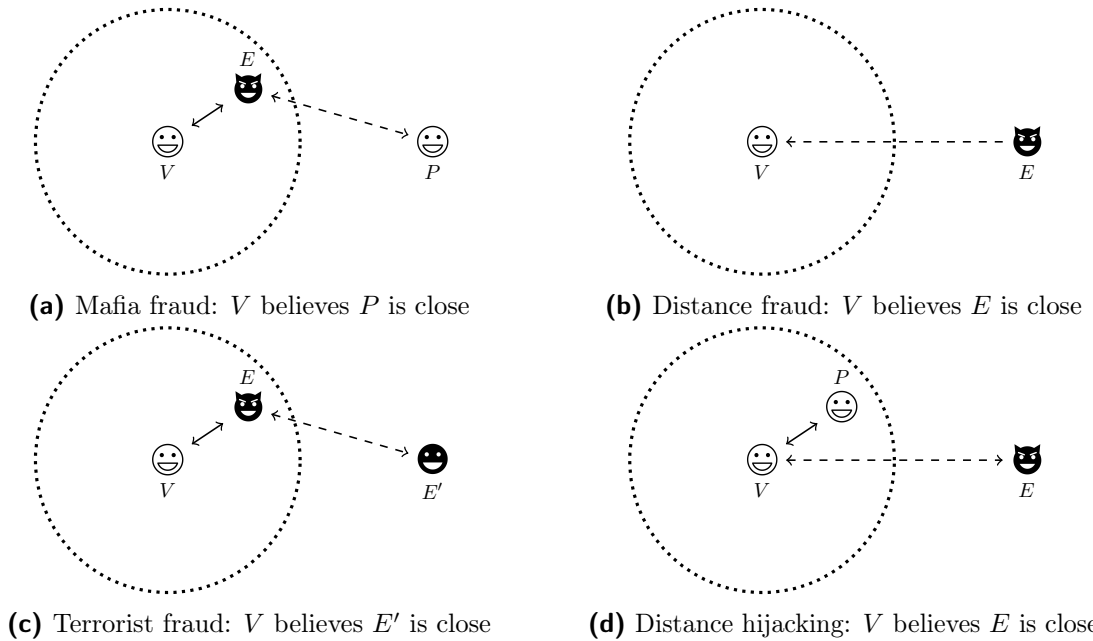 E
V
P
V
E
(a) Mafia fraud: V believes P is close
(b) Distance fraud: V believes E is close
E
V
E′
P
V
E
(c) Terrorist fraud: V believes E′ is close
(d) Distance hijacking: V believes E is close